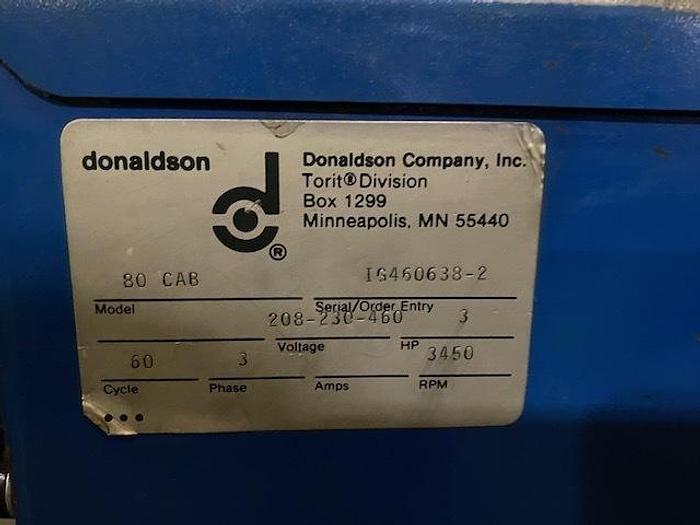 donaldson
Donaldson Company, Inc.
Torit® Division
Box 1299
Minneapolis, MN 55440
®
80 CAB IG460638-2
Model Serial/Order Entry
208-230-460 3
Voltage HP
60 3 3450
Cycle Phase Amps RPM